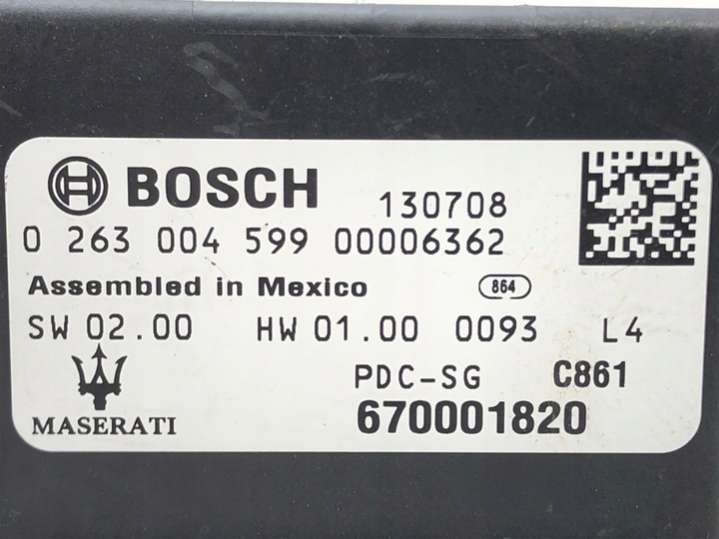 BOSCH 130708
0 263 004 599 00006362
Assembled in Mexico 864
SW 02.00 HW 01.00 0093 L4
PDC-SG C861
MASERATI 670001820